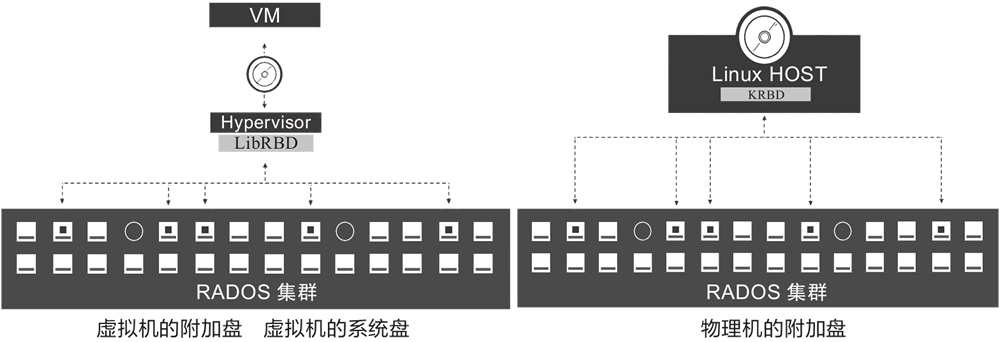 VM
Hypervisor
LibRBD
RADOS 集群
虚拟机的附加盘 虚拟机的系统盘
Linux HOST
KRBD
RADOS 集群
物理机的附加盘